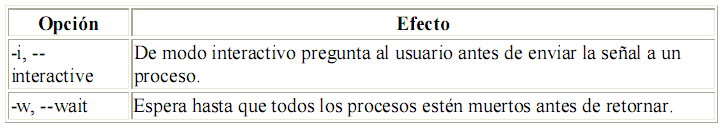 Opción Efecto
-i, -- De modo interactivo pregunta al usuario antes de enviar la señal a un
interactive proceso.
-w, --wait Espera hasta que todos los procesos estén muertos antes de retornar.